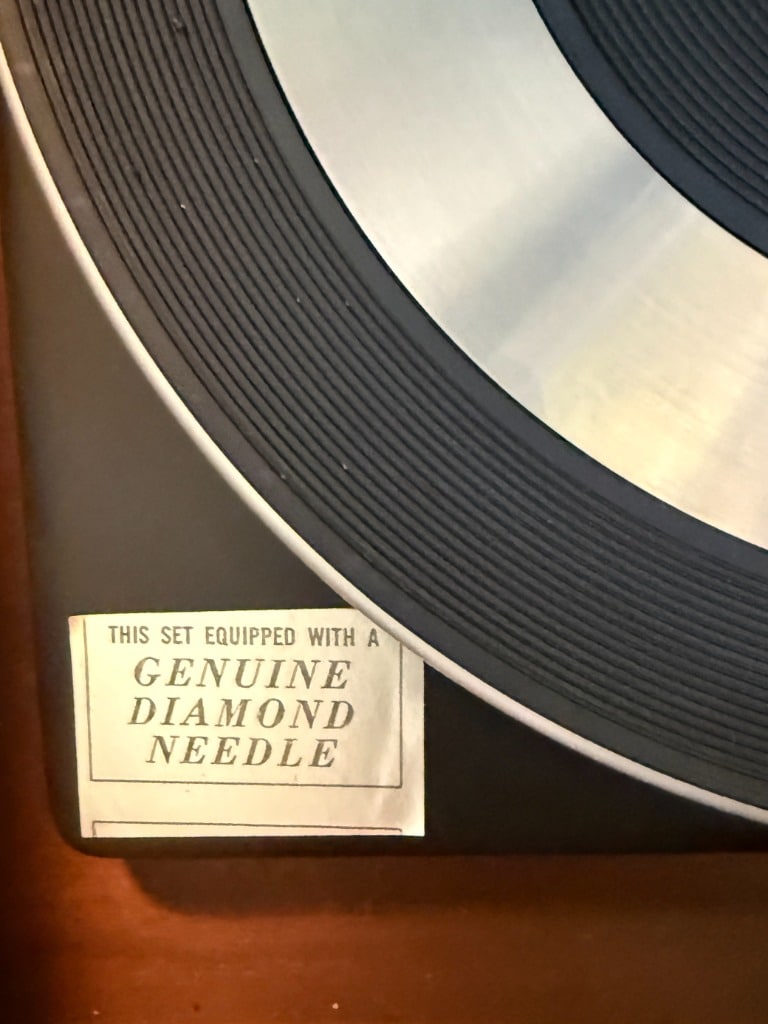 THIS SET EQUIPPED WITH A
GENUINE
DIAMOND
NEEDLE